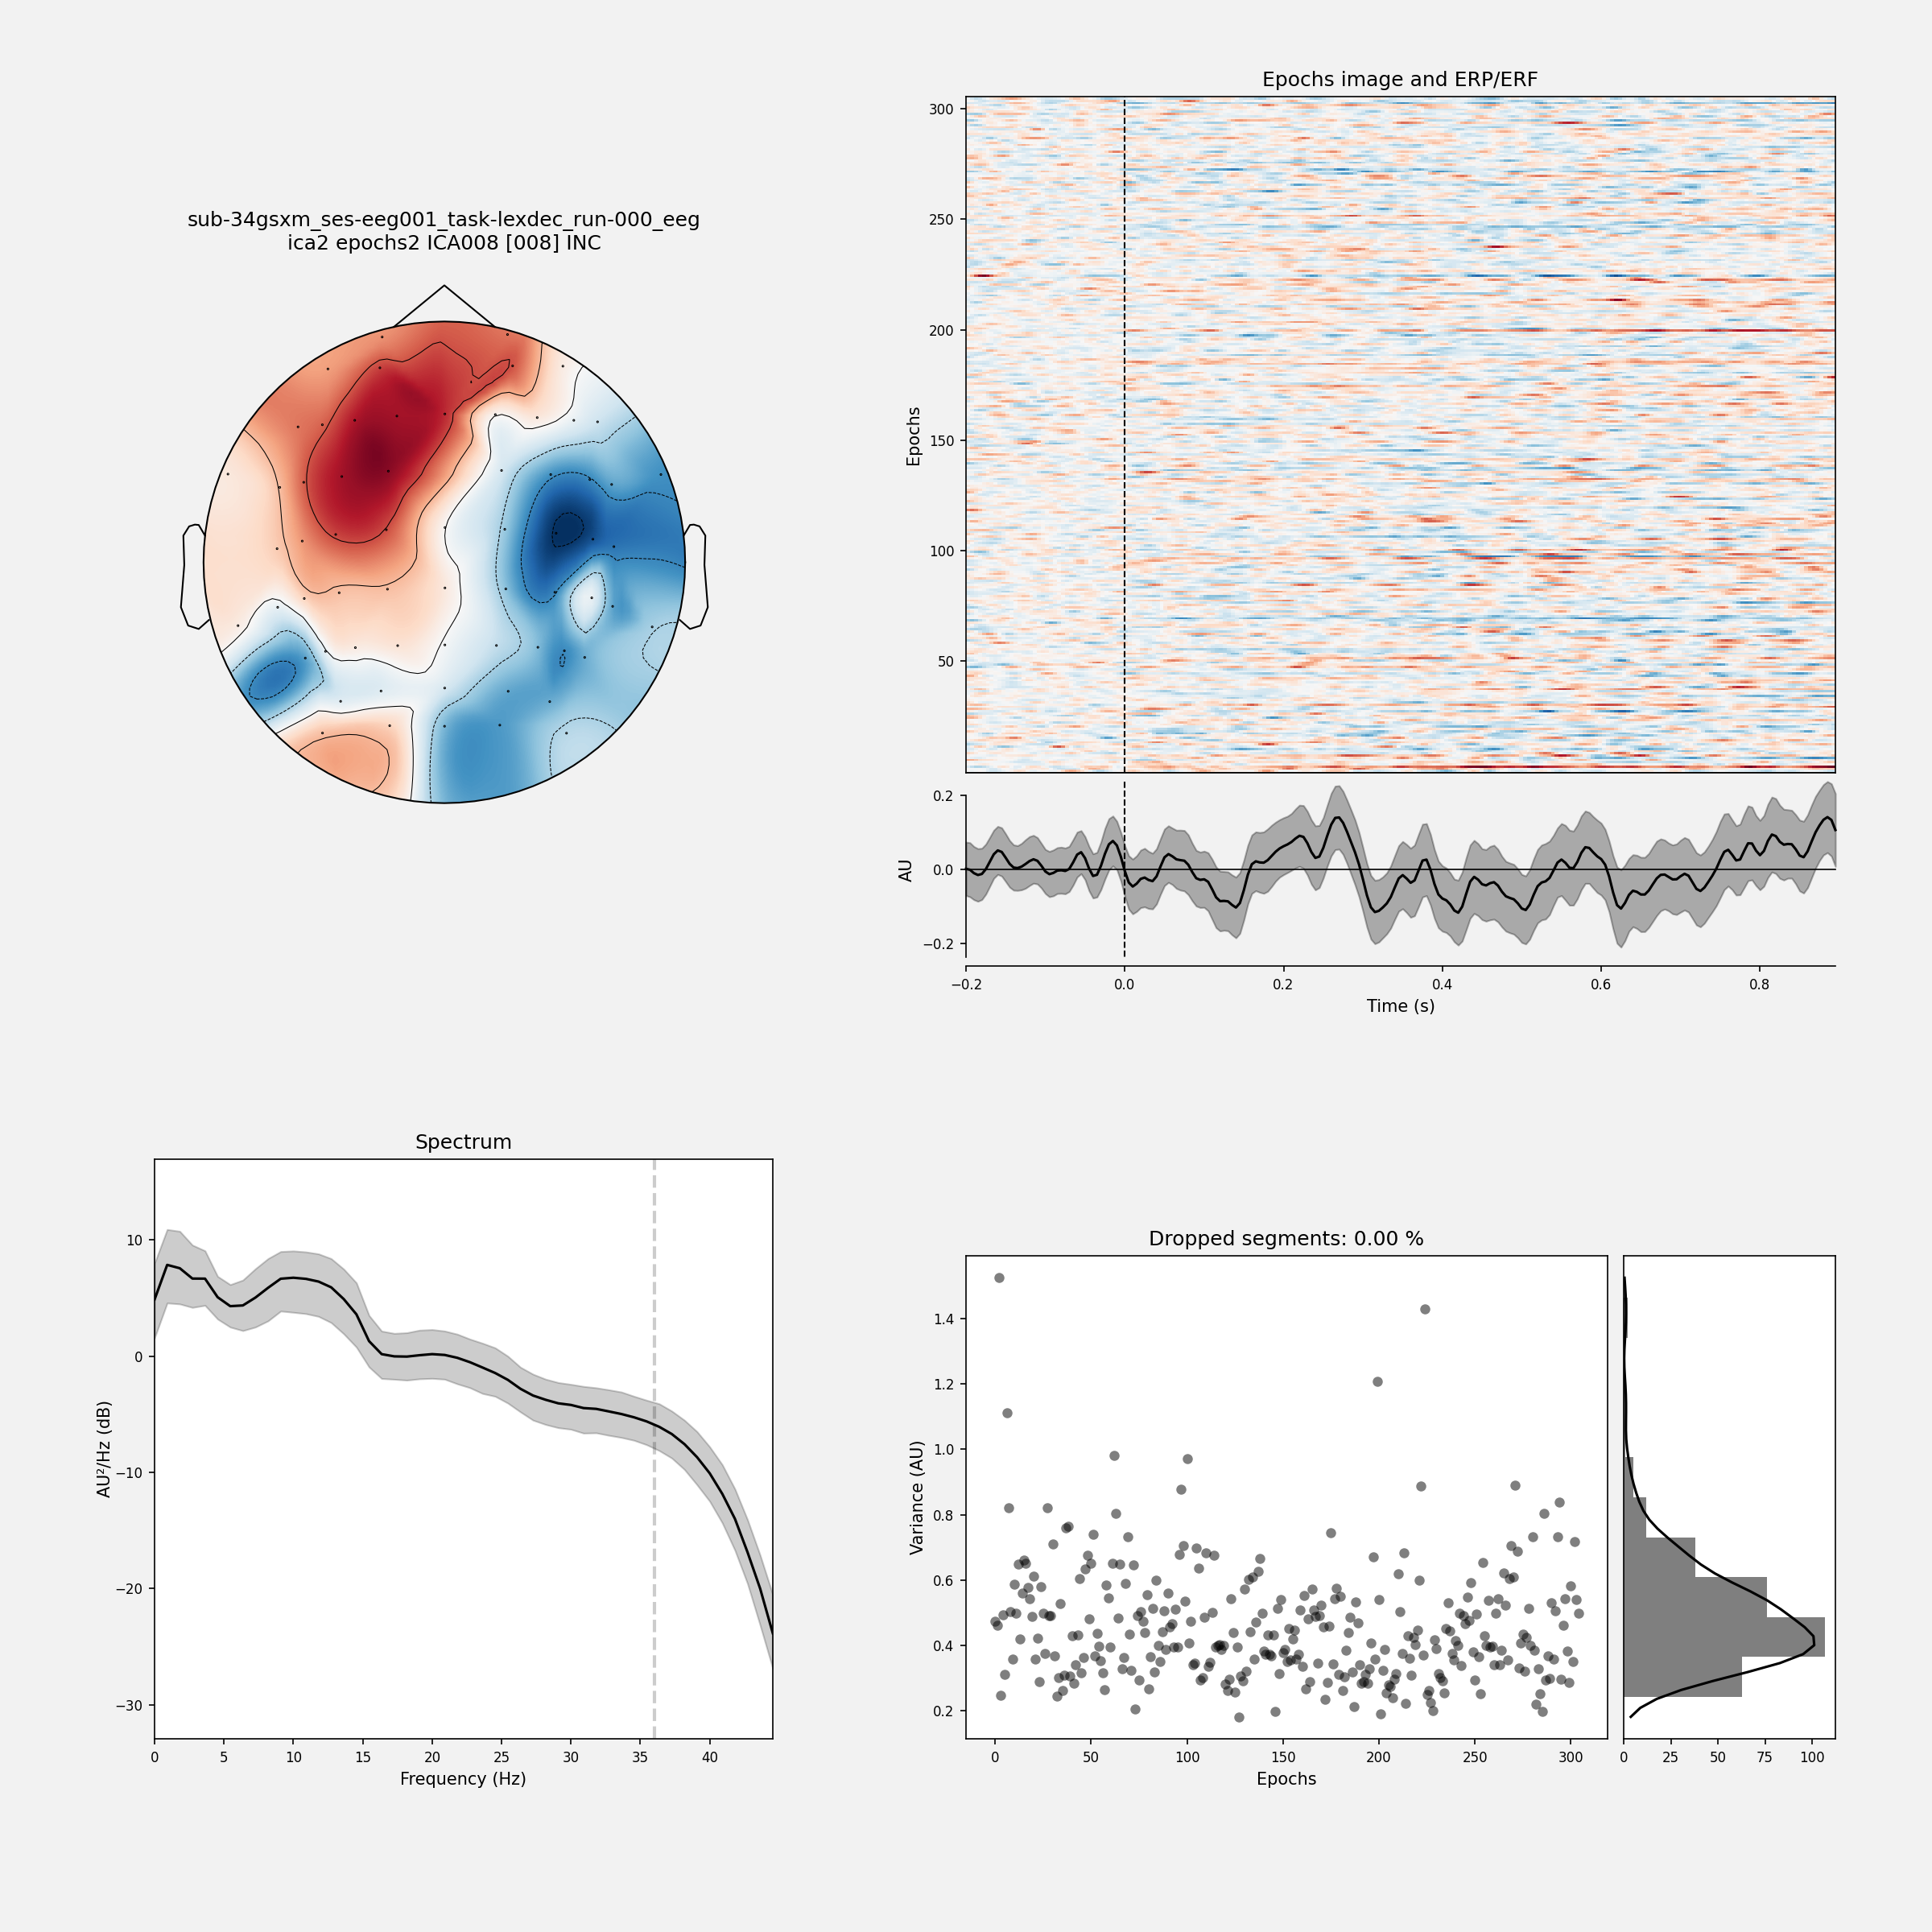 sub-34gsxm_ses-eeg001_task-lexdec_run-000_eeg
ica2 epochs2 ICA008 [008] INC
Epochs image and ERP/ERF
Epochs
300
250
200
150
100
50
AU
0.2
0.0
−0.2
−0.2 0.0 0.2 0.4 0.6 0.8
Time (s)
Spectrum
AU²/Hz (dB)
10
0
−10
−20
−30
0 5 10 15 20 25 30 35 40
Frequency (Hz)
Dropped segments: 0.00 %
Variance (AU)
1.4
1.2
1.0
0.8
0.6
0.4
0.2
0 50 100 150 200 250 300
Epochs
0 25 50 75 100